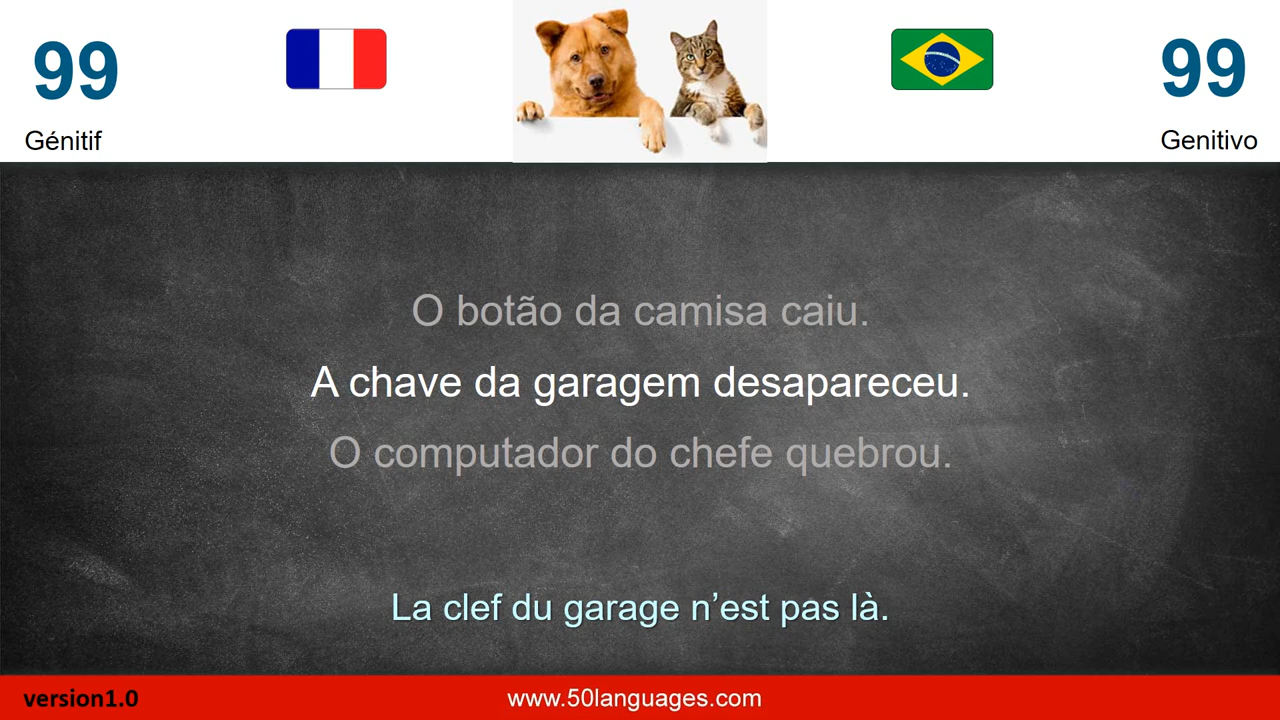 99
99
Génitif
Genitivo
O botão da camisa caiu.
A chave da garagem desapareceu.
O computador do chefe quebrou.
La clef du garage n’est pas là.
version1.0
www.50languages.com